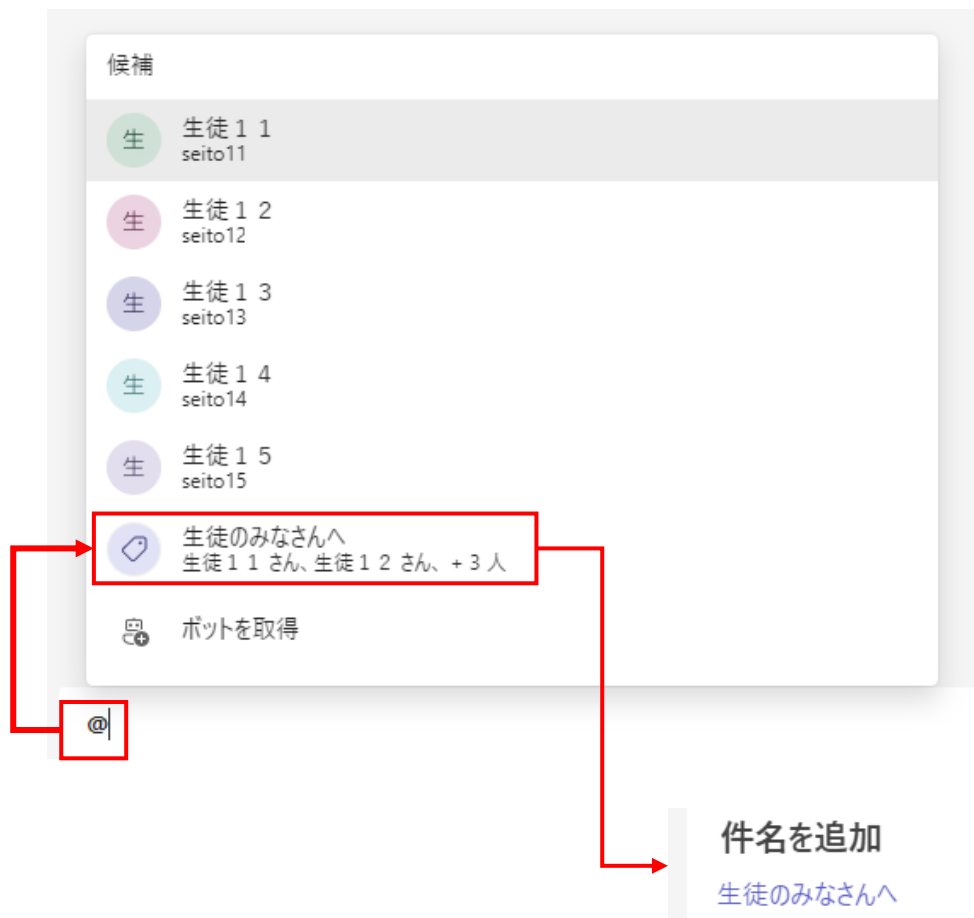 候補
生
生徒１１
seito11
生
生徒１２
seito12
生
生徒１３
seito13
生
生徒１４
seito14
生
生徒１５
seito15
生徒のみなさんへ
生徒１１ さん、生徒１２ さん、+ 3 人
ボットを取得
@
件名を追加
生徒のみなさんへ